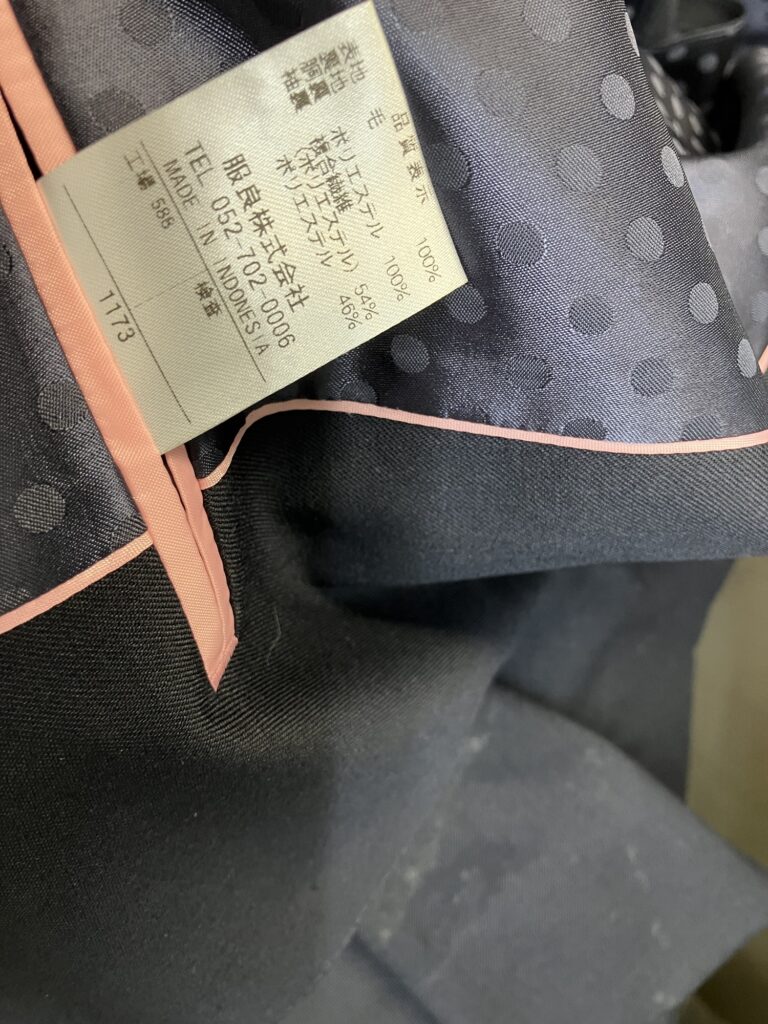 品質表示
表地 毛 100%
裏地
胴裏 ポリエステル 100%
袖裏 複合繊維
(ポリエステル) 54%
ポリエステル 46%
服良株式会社
TEL 052-702-0006
MADE IN INDONESIA
工場 588 検査
1173